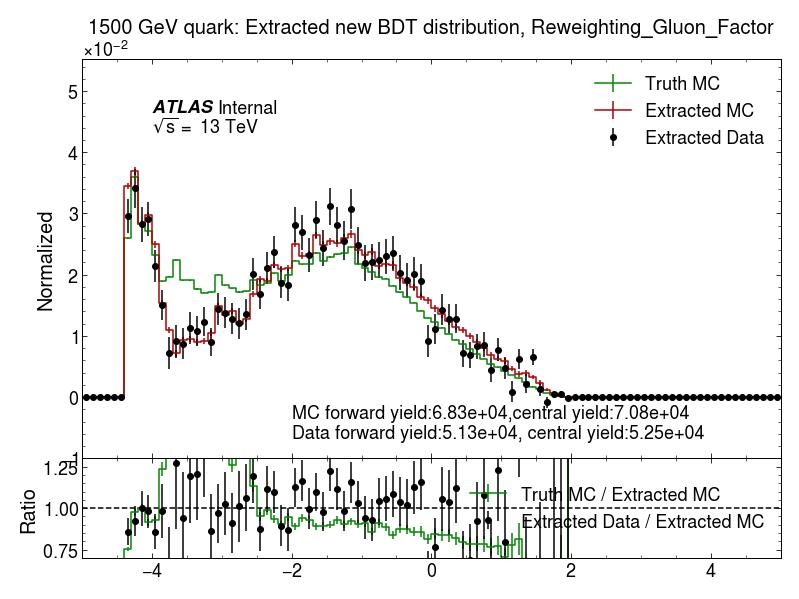 1500 GeV quark: Extracted new BDT distribution, Reweighting_Gluon_Factor
×10⁻²
ATLAS Internal
√s = 13 TeV
Truth MC
Extracted MC
Extracted Data
Normalized
5
4
3
2
1
0
MC forward yield:6.83e+04,central yield:7.08e+04
Data forward yield:5.13e+04, central yield:5.25e+04
1
Ratio
1.25
1.00
0.75
Truth MC / Extracted MC
Extracted Data / Extracted MC
−4 −2 0 2 4